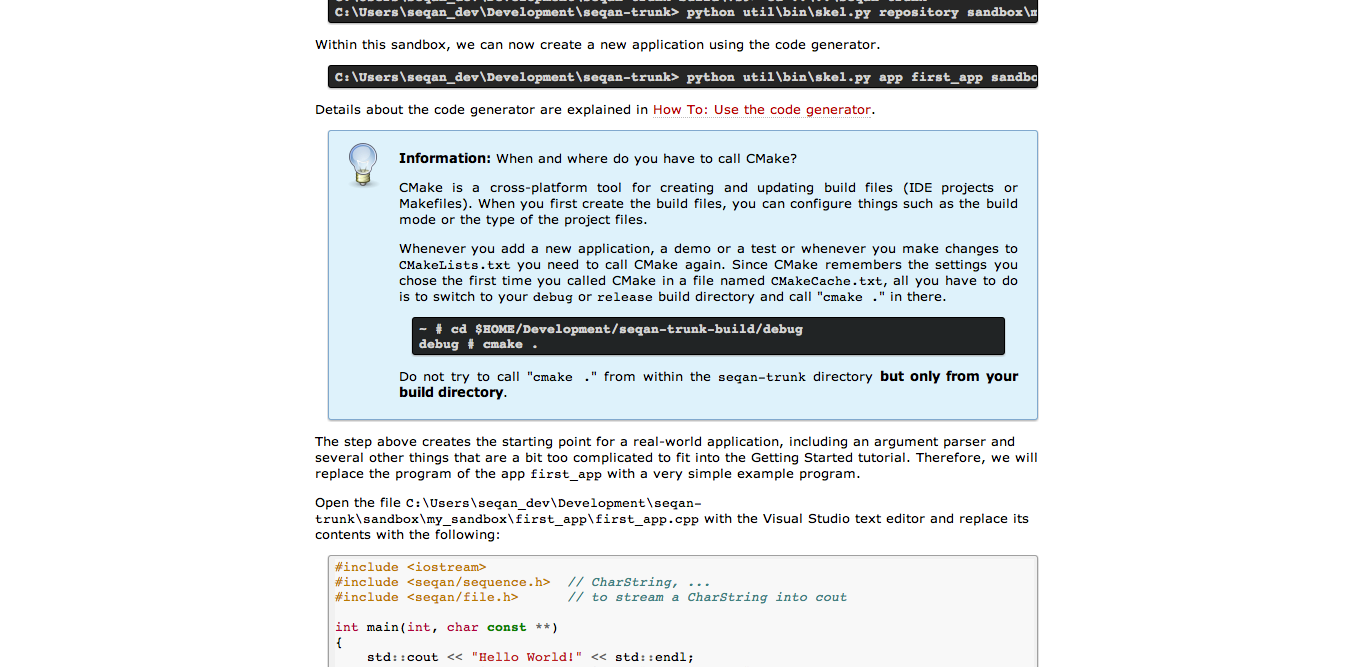 C:\Users\seqan_dev\Development\seqan-trunk> python util\bin\skel.py repository sandbox\m
Within this sandbox, we can now create a new application using the code generator.
C:\Users\seqan_dev\Development\seqan-trunk> python util\bin\skel.py app first_app sandbo
Details about the code generator are explained in How To: Use the code generator.
Information: When and where do you have to call CMake?
CMake is a cross-platform tool for creating and updating build files (IDE projects or
Makefiles). When you first create the build files, you can configure things such as the build
mode or the type of the project files.
Whenever you add a new application, a demo or a test or whenever you make changes to
CMakeLists.txt you need to call CMake again. Since CMake remembers the settings you
chose the first time you called CMake in a file named CMakeCache.txt, all you have to do
is to switch to your debug or release build directory and call "cmake ." in there.
~ # cd $HOME/Development/seqan-trunk-build/debug
debug # cmake .
Do not try to call "cmake ." from within the seqan-trunk directory but only from your
build directory.
The step above creates the starting point for a real-world application, including an argument parser and
several other things that are a bit too complicated to fit into the Getting Started tutorial. Therefore, we will
replace the program of the app first_app with a very simple example program.
Open the file C:\Users\seqan_dev\Development\seqan-
trunk\sandbox\my_sandbox\first_app\first_app.cpp with the Visual Studio text editor and replace its
contents with the following:
#include <iostream>
#include <seqan/sequence.h>  // CharString, ...
#include <seqan/file.h>      // to stream a CharString into cout
int main(int, char const **)
{
    std::cout << "Hello World!" << std::endl;